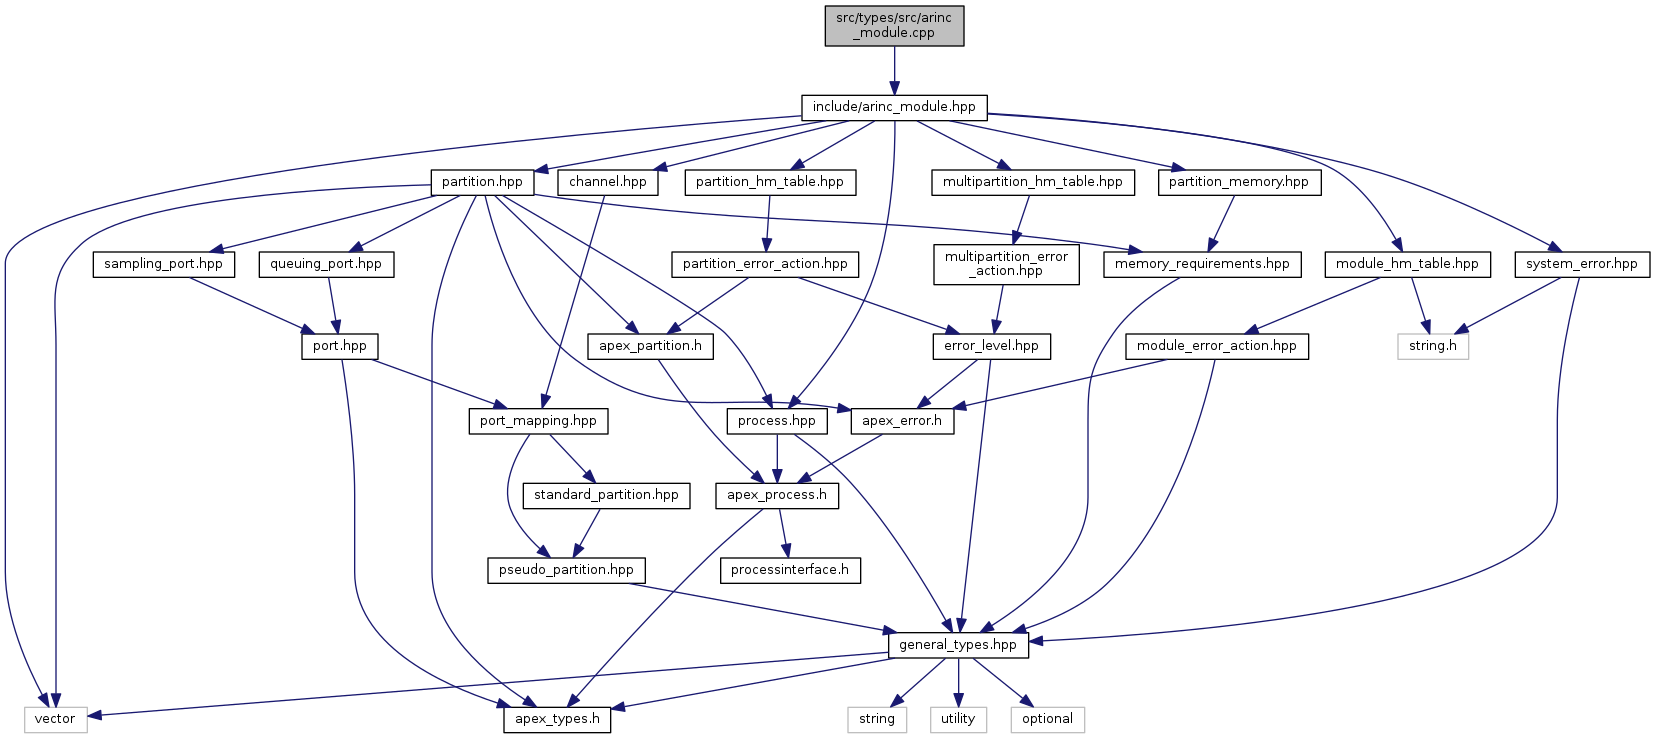 src/types/src/arinc
_module.cpp
include/arinc_module.hpp
partition.hpp
channel.hpp
partition_hm_table.hpp
multipartition_hm_table.hpp
partition_memory.hpp
sampling_port.hpp
queuing_port.hpp
partition_error_action.hpp
multipartition_error
_action.hpp
memory_requirements.hpp
module_hm_table.hpp
system_error.hpp
port.hpp
apex_partition.h
error_level.hpp
module_error_action.hpp
string.h
port_mapping.hpp
process.hpp
apex_error.h
standard_partition.hpp
apex_process.h
pseudo_partition.hpp
processinterface.h
general_types.hpp
vector
apex_types.h
string
utility
optional